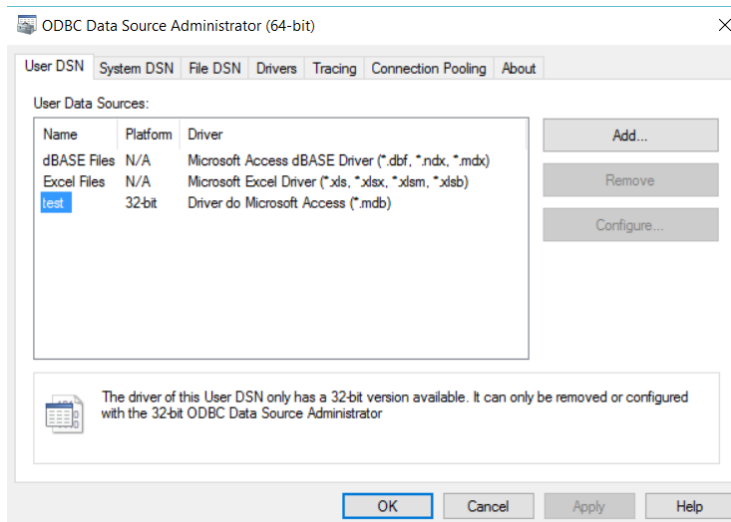 ODBC Data Source Administrator (64-bit)
User DSN System DSN File DSN Drivers Tracing Connection Pooling About
User Data Sources:
Name Platform Driver
dBASE Files N/A Microsoft Access dBASE Driver (*.dbf, *.ndx, *.mdx)
Excel Files N/A Microsoft Excel Driver (*.xls, *.xlsx, *.xlsm, *.xlsb)
test 32-bit Driver do Microsoft Access (*.mdb)
Add...
Remove
Configure...
The driver of this User DSN only has a 32-bit version available. It can only be removed or configured
with the 32-bit ODBC Data Source Administrator
OK Cancel Apply Help